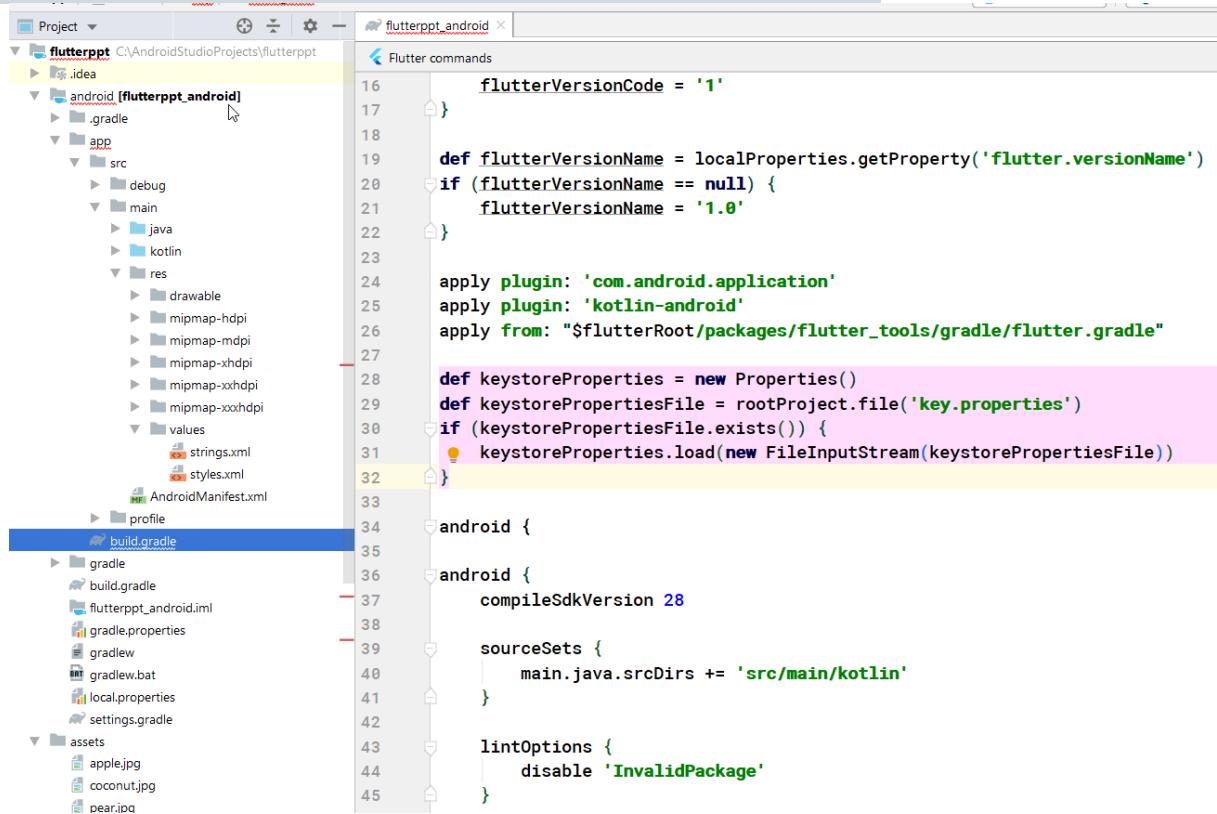 Project
flutterppt C:\AndroidStudioProjects\flutterppt
.idea
android [flutterppt_android]
.gradle
app
src
debug
main
java
kotlin
res
drawable
mipmap-hdpi
mipmap-mdpi
mipmap-xhdpi
mipmap-xxhdpi
mipmap-xxxhdpi
values
strings.xml
styles.xml
AndroidManifest.xml
profile
build.gradle
gradle
build.gradle
flutterppt_android.iml
gradle.properties
gradlew
gradlew.bat
local.properties
settings.gradle
assets
apple.jpg
coconut.jpg
pear.jpg
flutterppt_android
Flutter commands
16 flutterVersionCode = '1'
17 }
18
19 def flutterVersionName = localProperties.getProperty('flutter.versionName')
20 if (flutterVersionName == null) {
21 flutterVersionName = '1.0'
22 }
23
24 apply plugin: 'com.android.application'
25 apply plugin: 'kotlin-android'
26 apply from: "$flutterRoot/packages/flutter_tools/gradle/flutter.gradle"
27
28 def keystoreProperties = new Properties()
29 def keystorePropertiesFile = rootProject.file('key.properties')
30 if (keystorePropertiesFile.exists()) {
31 keystoreProperties.load(new FileInputStream(keystorePropertiesFile))
32 }
33
34 android {
35
36 android {
37 compileSdkVersion 28
38
39 sourceSets {
40 main.java.srcDirs += 'src/main/kotlin'
41 }
42
43 lintOptions {
44 disable 'InvalidPackage'
45 }